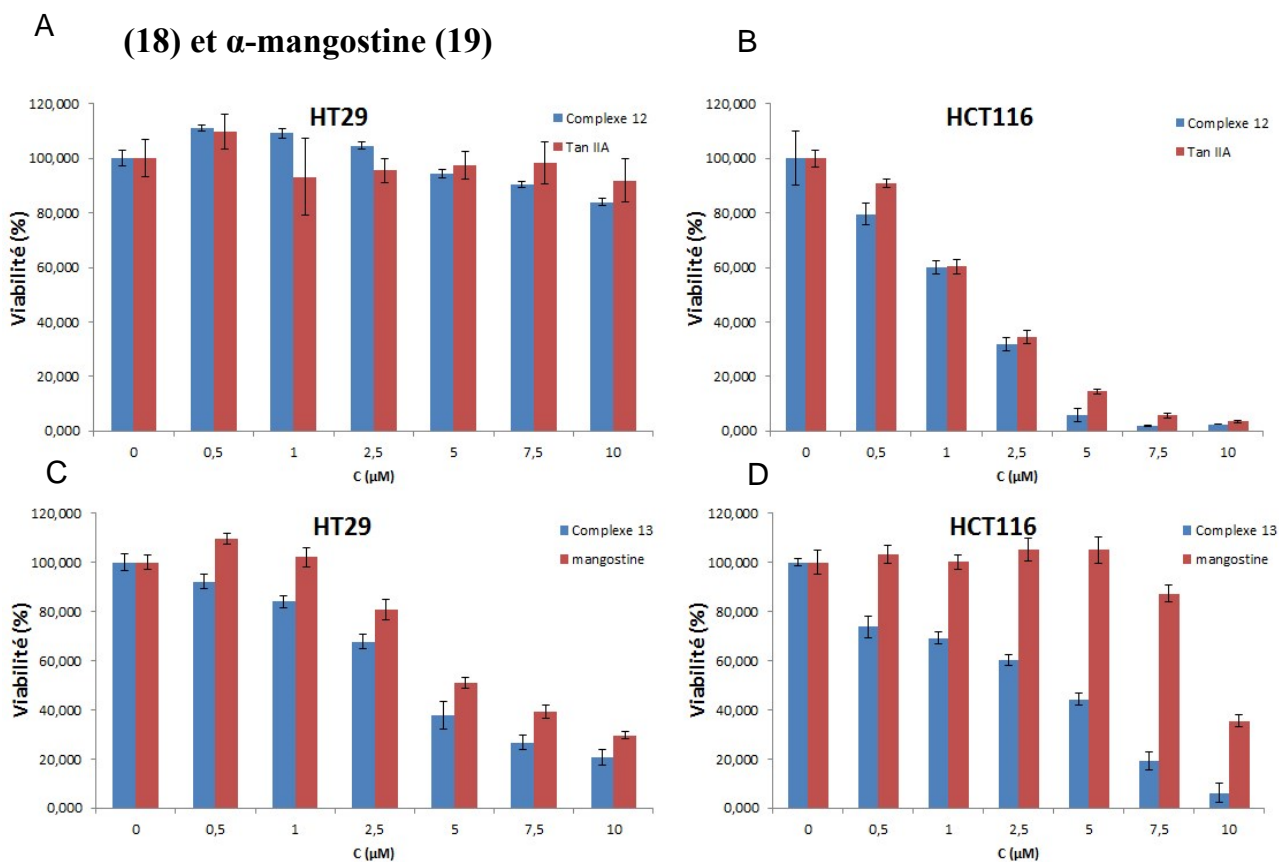 A
(18) et α-mangostine (19)
B
HT29
Complexe 12
Tan IIA
Viabilité (%)
120,000
100,000
80,000
60,000
40,000
20,000
0,000
0 0,5 1 2,5 5 7,5 10
C (µM)
HCT116
Complexe 12
Tan IIA
Viabilité (%)
120,000
100,000
80,000
60,000
40,000
20,000
0,000
0 0,5 1 2,5 5 7,5 10
C (µM)
C
HT29
Complexe 13
mangostine
Viabilité (%)
120,000
100,000
80,000
60,000
40,000
20,000
0,000
0 0,5 1 2,5 5 7,5 10
C (µM)
D
HCT116
Complexe 13
mangostine
Viabilité (%)
120,000
100,000
80,000
60,000
40,000
20,000
0,000
0 0,5 1 2,5 5 7,5 10
C (µM)